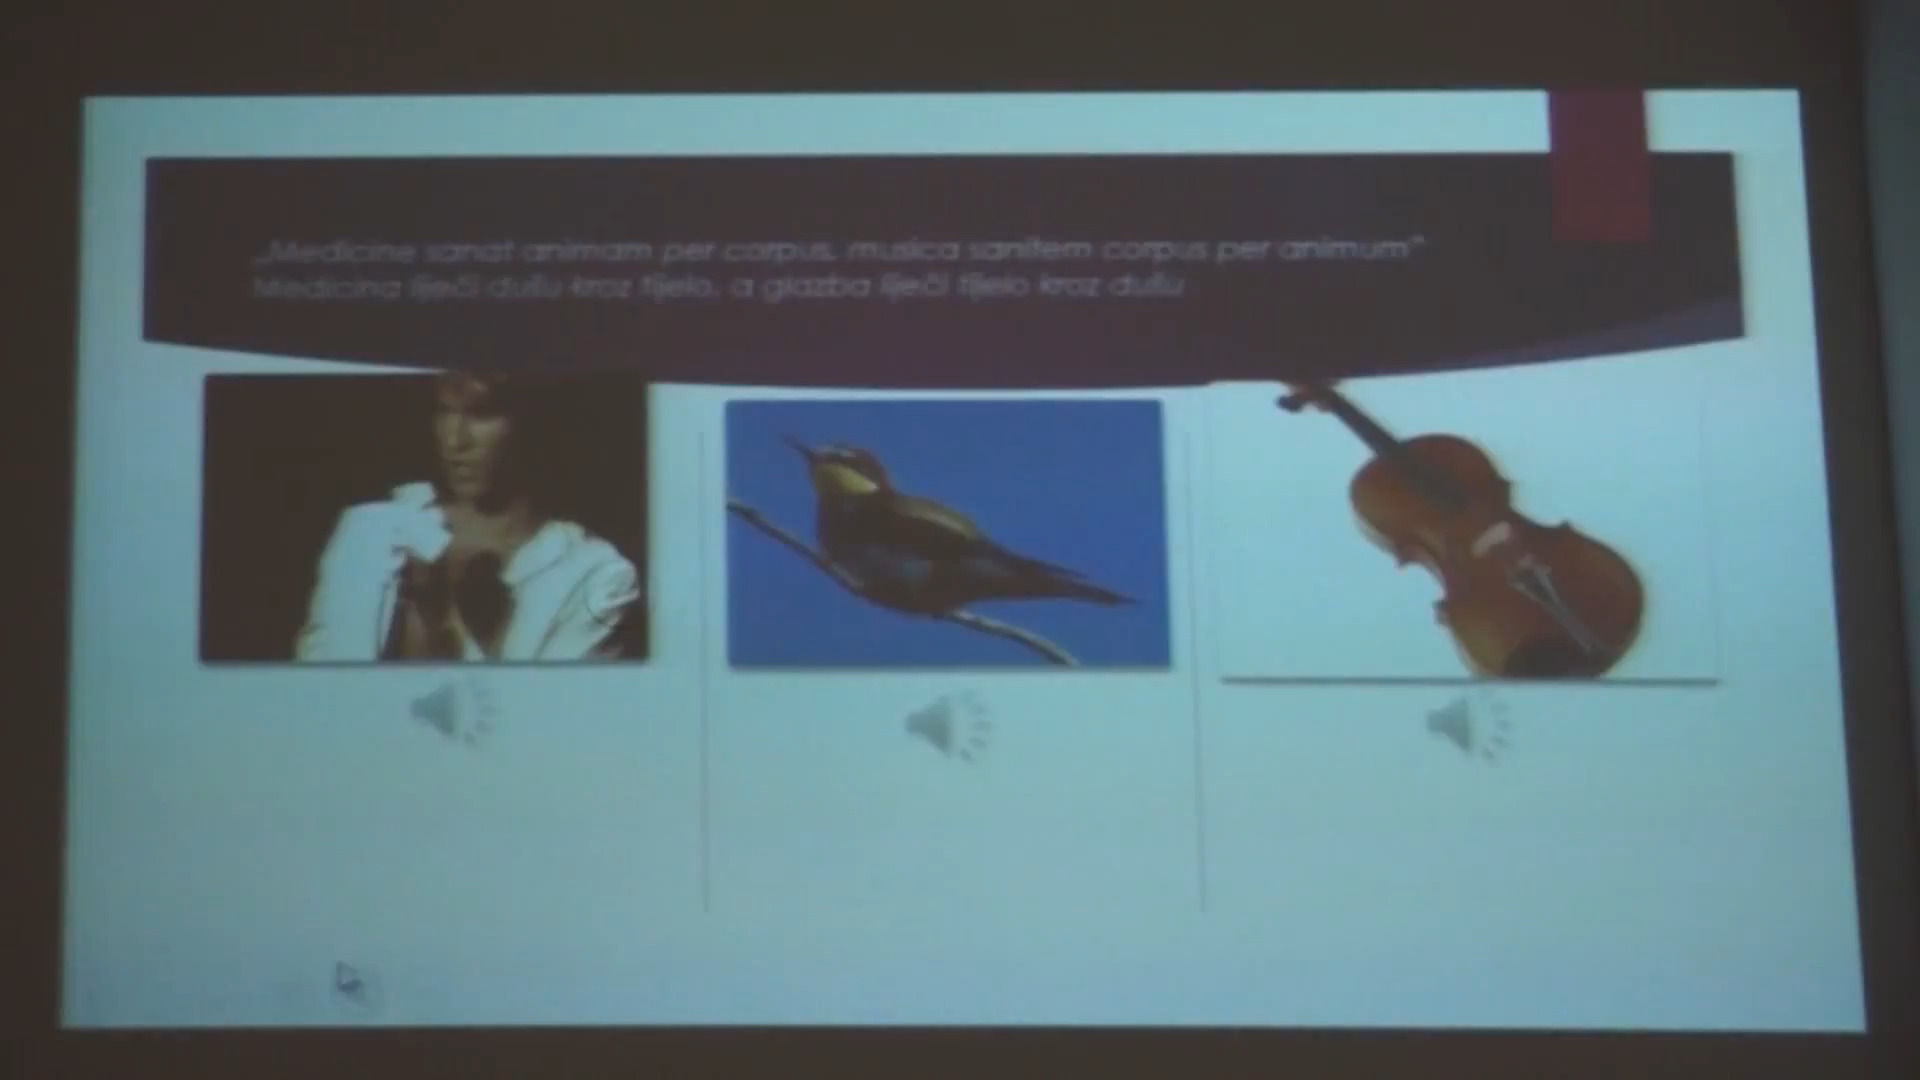 „Medicine sanat animam per corpus, musica sanitem corpus per animum”
Medicina liječi dušu kroz tijelo, a glazba liječi tijelo kroz dušu